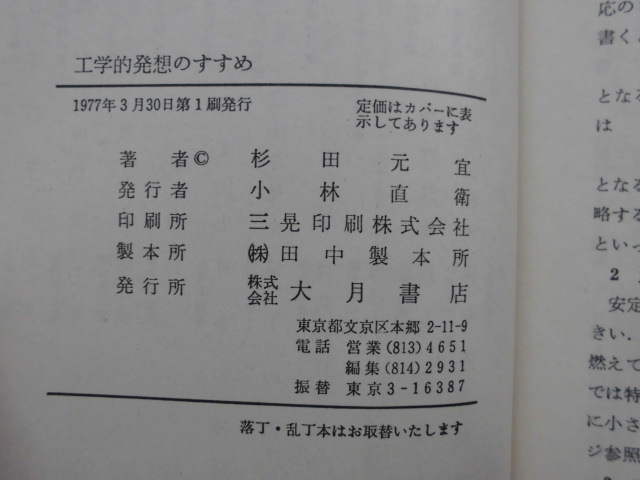 工学的発想のすすめ
1977年3月30日第1刷発行
定価はカバーに表
示してあります
著者© 杉田元宜
発行者 小林直衛
印刷所 三晃印刷株式会社
製本所 ㈱田中製本所
発行所 株式会社 大月書店
東京都文京区本郷 2-11-9
電話 営業(813)4651
編集(814)2931
振替 東京3-16387
落丁・乱丁本はお取替いたします
応の
書く
となる
は
となる
略する
といっ
2
安定
きい．
燃えて
では特
に小さ
ジ参照